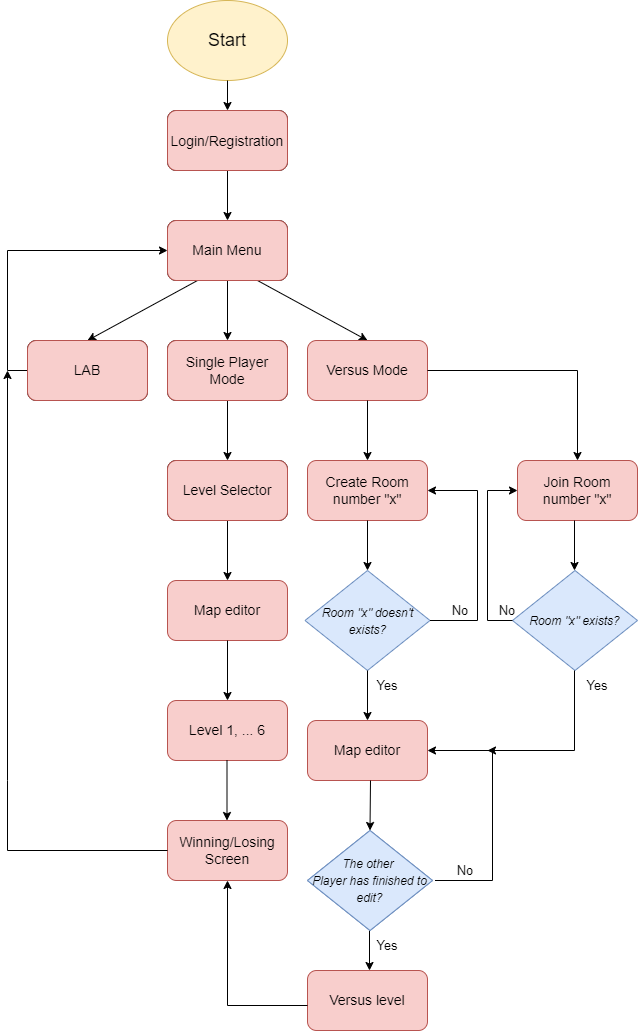 Start
Login/Registration
Main Menu
LAB
Single Player
Mode
Versus Mode
Level Selector
Create Room
number "x"
Join Room
number "x"
Map editor
Room "x" doesn't
exists?
No
No
Room "x" exists?
Yes
Yes
Level 1, ... 6
Map editor
Winning/Losing
Screen
The other
Player has finished to
edit?
No
Yes
Versus level